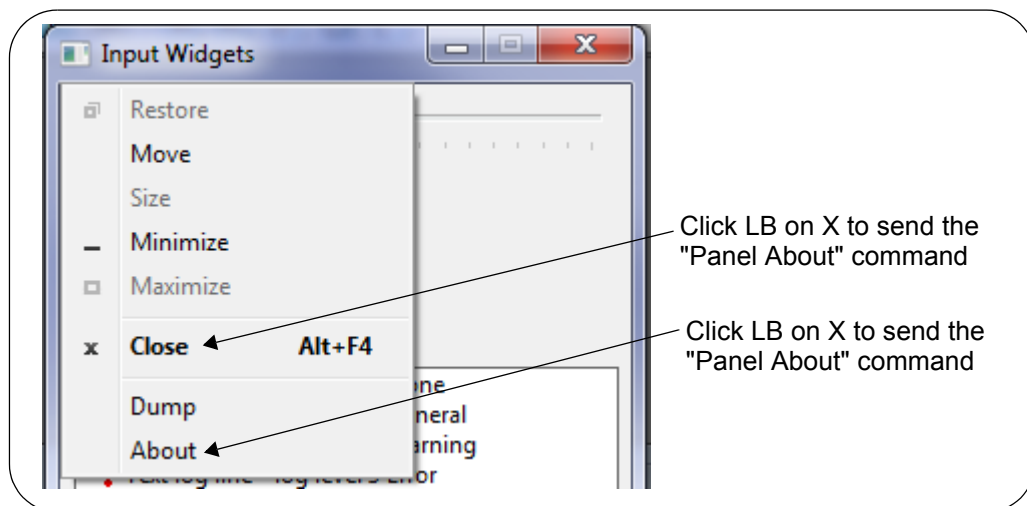 Input Widgets
x
Restore
Move
Size
Minimize
Maximize
x Close Alt+F4
Dump
About
Click LB on X to send the
"Panel About" command
Click LB on X to send the
"Panel About" command